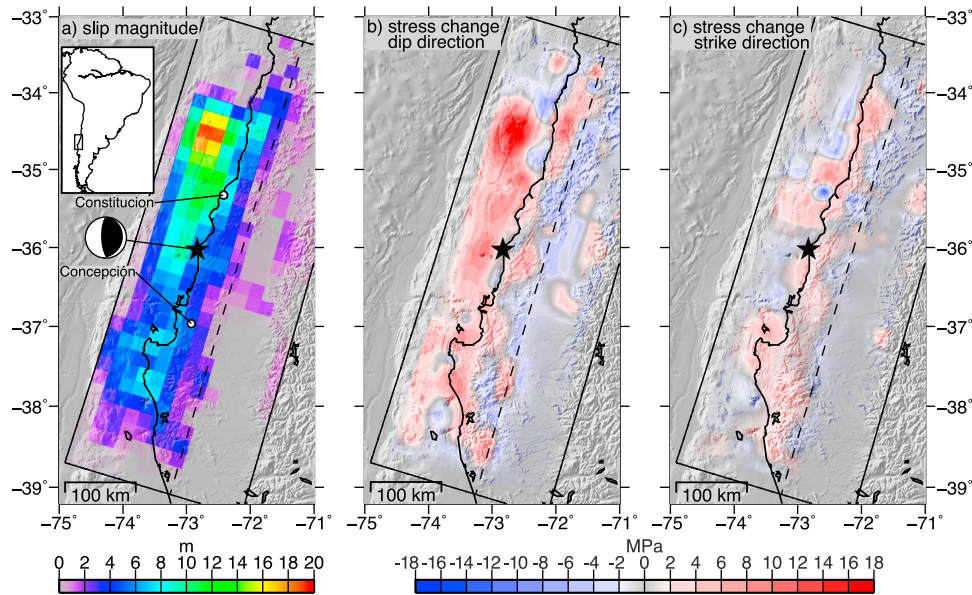 a) slip magnitude
b) stress change
dip direction
c) stress change
strike direction
−33°
−34°
−35°
−36°
−37°
−38°
−39°
−33°
−34°
−35°
−36°
−37°
−38°
−39°
Constitucion
Concepción
100 km
100 km
100 km
−75° −74° −73° −72° −71°
−75° −74° −73° −72° −71°
−75° −74° −73° −72° −71°
m
0 2 4 6 8 10 12 14 16 18 20
MPa
-18 -16 -14 -12 -10 -8 -6 -4 -2 0 2 4 6 8 10 12 14 16 18